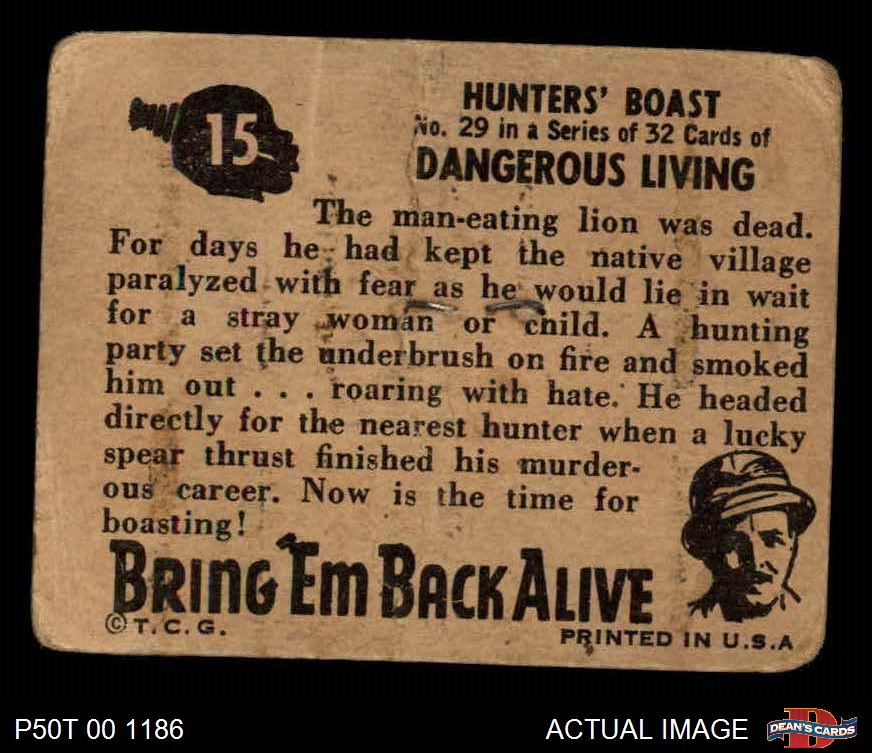 15
HUNTERS' BOAST
No. 29 in a Series of 32 Cards of
DANGEROUS LIVING
The man-eating lion was dead.
For days he had kept the native village
paralyzed with fear as he would lie in wait
for a stray woman or child. A hunting
party set the underbrush on fire and smoked
him out . . . roaring with hate. He headed
directly for the nearest hunter when a lucky
spear thrust finished his murder-
ous career. Now is the time for
boasting!
BRING 'EM BACK ALIVE
© T. C. G.
PRINTED IN U.S.A
P50T 00 1186
ACTUAL IMAGE
DEAN'S CARDS